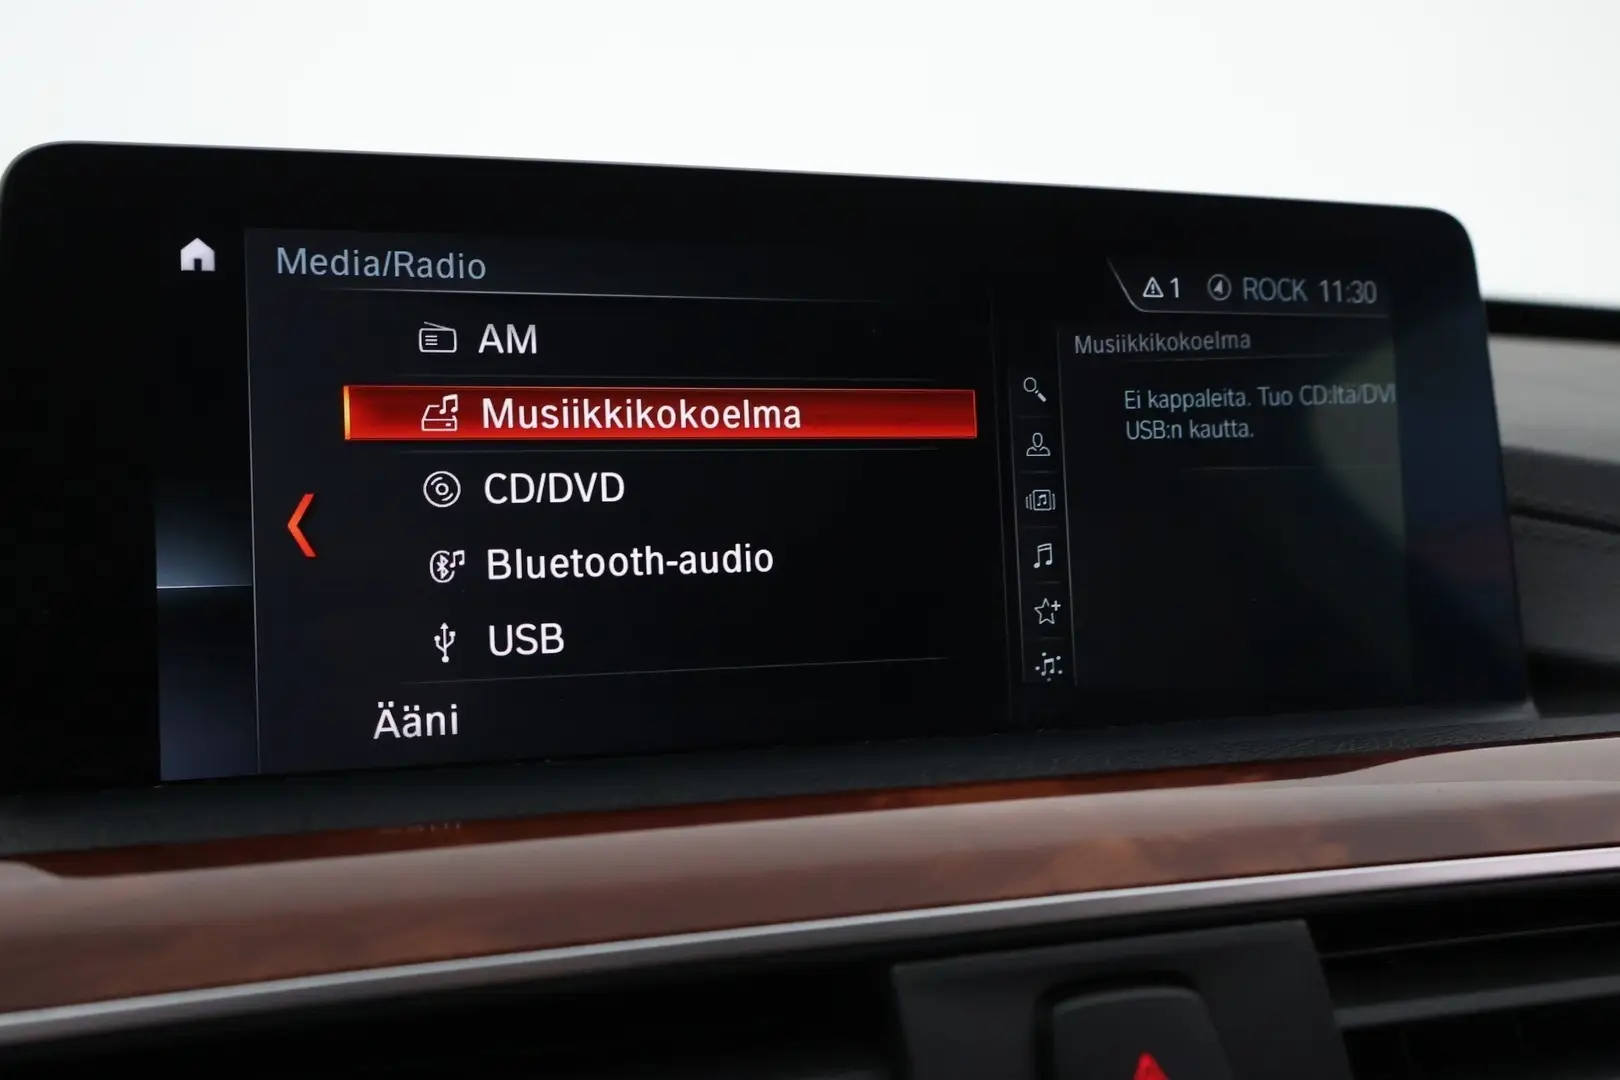 Media/Radio
1 ROCK 11:30
AM
Musiikkikokoelma
CD/DVD
Bluetooth-audio
USB
Ääni
Musiikkikokoelma
Ei kappaleita. Tuo CD:ltä/DV
USB:n kautta.